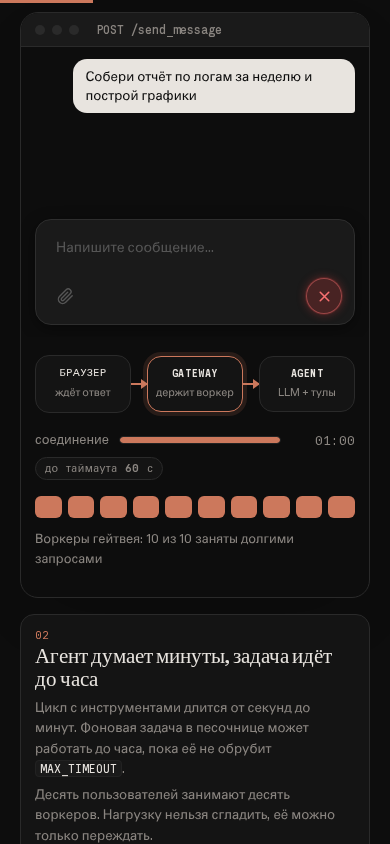 POST /send_message
Собери отчёт по логам за неделю и
построй графики
Напишите сообщение...
БРАУЗЕР
ждёт ответ
GATEWAY
держит воркер
AGENT
LLM + тулы
соединение
01:00
до таймаута 60 с
Воркеры гейтвея: 10 из 10 заняты долгими
запросами
02
Агент думает минуты, задача идёт
до часа
Цикл с инструментами длится от секунд до
минут. Фоновая задача в песочнице может
работать до часа, пока её не обрубит
MAX_TIMEOUT.
Десять пользователей занимают десять
воркеров. Нагрузку нельзя сгладить, её можно
только переждать.